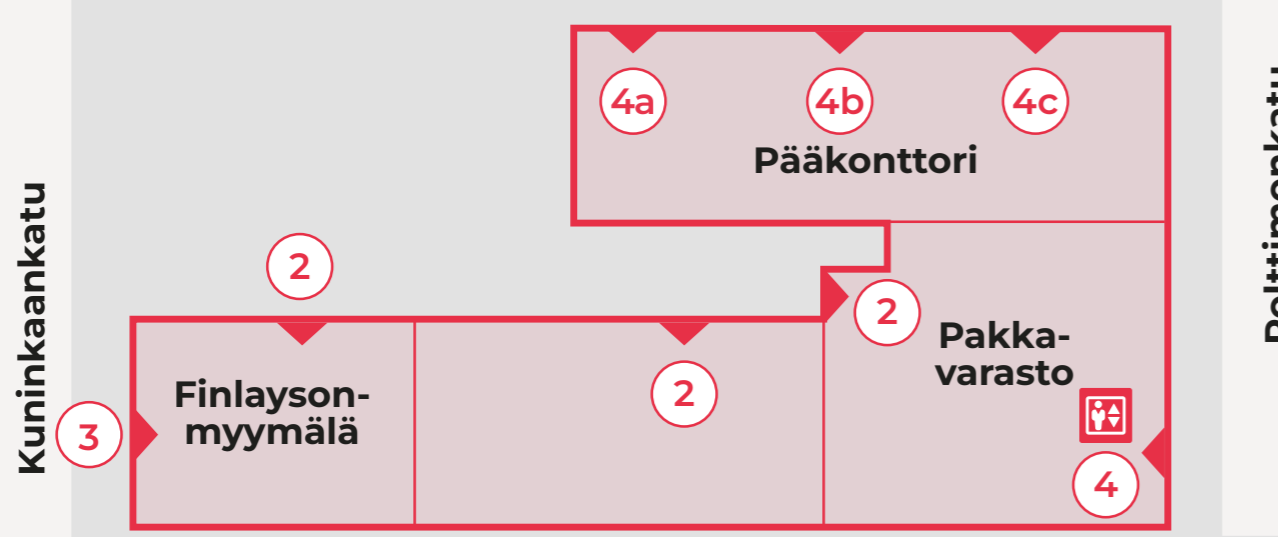 Kuninkaankatu
4a
4b
4c
Pääkonttori
2
2
Pakka-
varasto
Finlayson-
myymälä
2
3
4